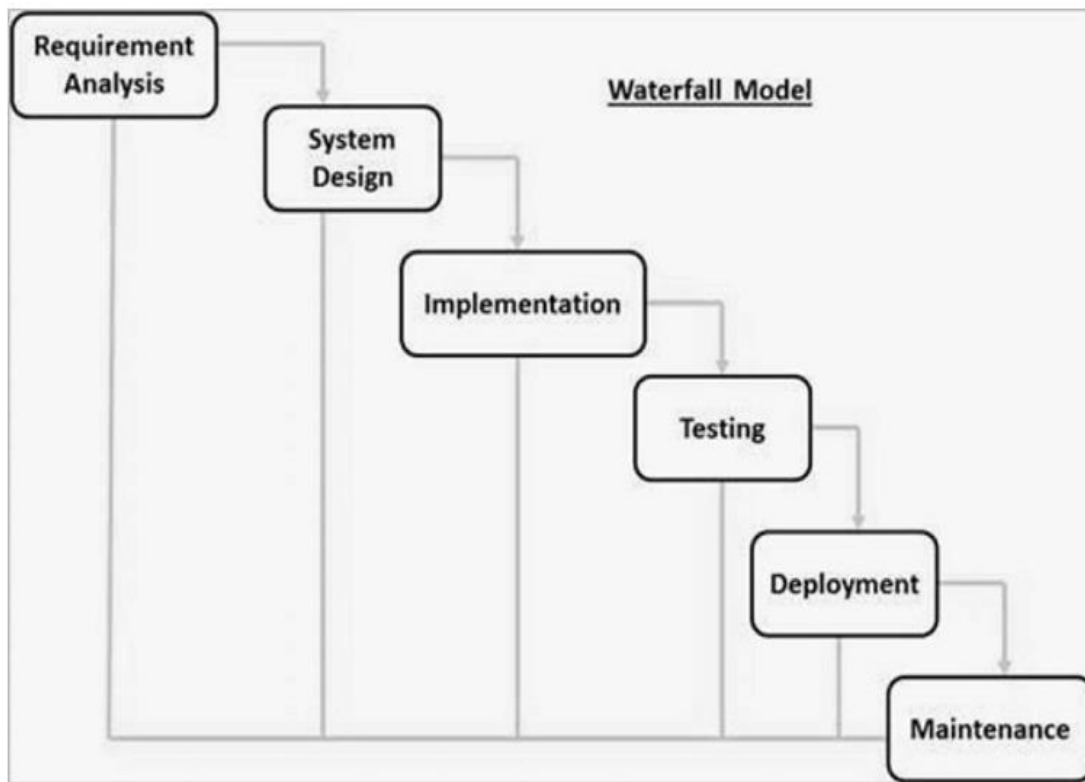 Requirement
Analysis
Waterfall Model
System
Design
Implementation
Testing
Deployment
Maintenance